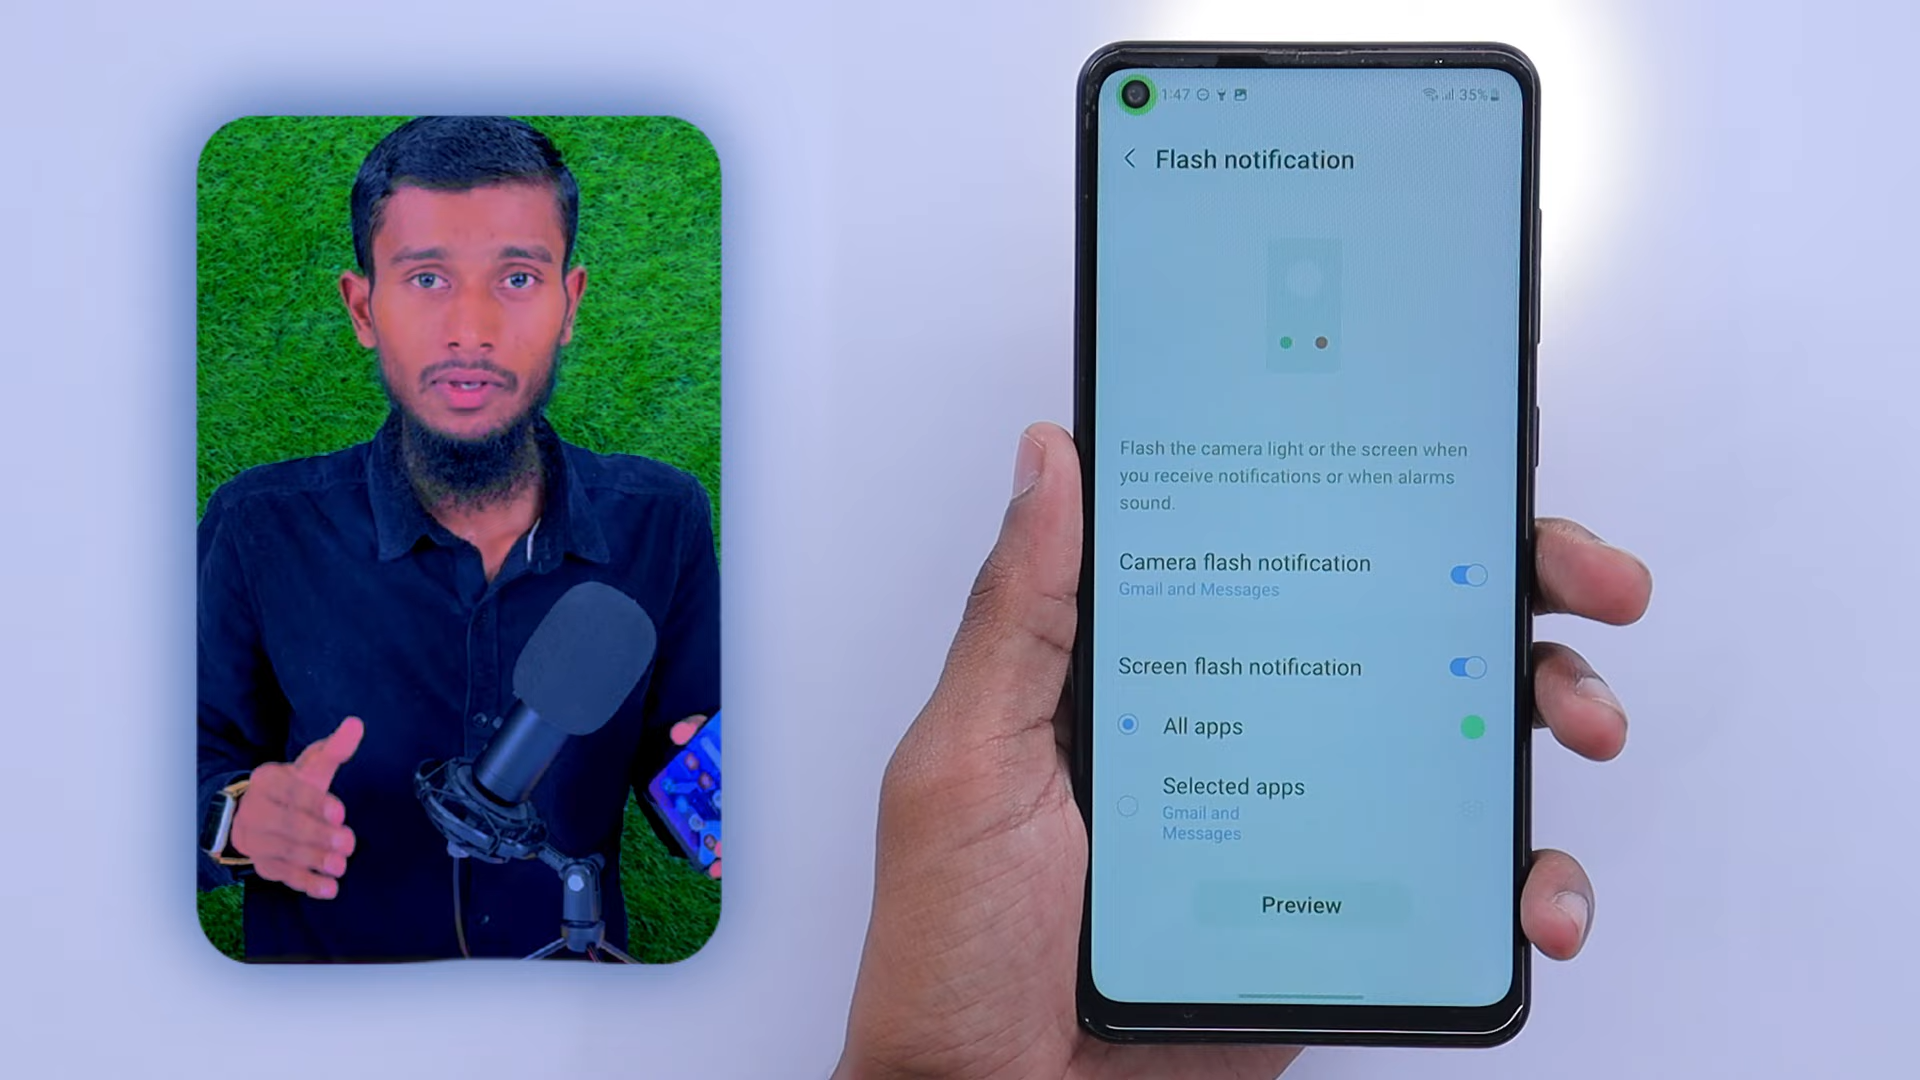 1:47 35%
Flash notification
Flash the camera light or the screen when
you receive notifications or when alarms
sound.
Camera flash notification
Gmail and Messages
Screen flash notification
All apps
Selected apps
Gmail and
Messages
Preview